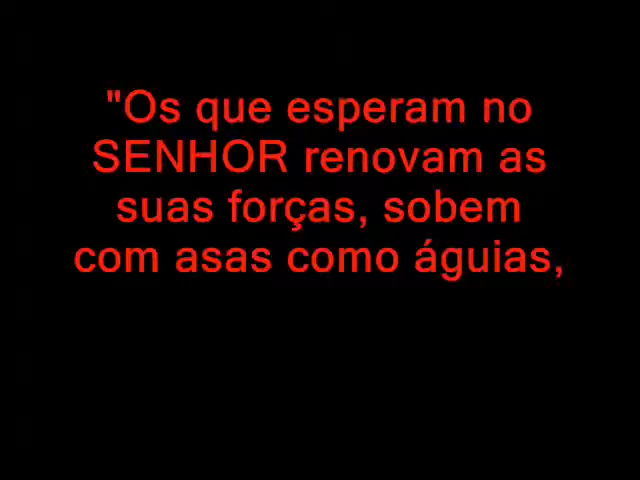 "Os que esperam no
SENHOR renovam as
suas forças, sobem
com asas como águias,